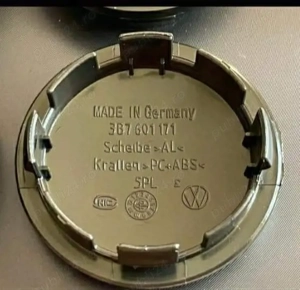 MADE IN Germany
3B7 601 171
Scheibe >AL<
Krallen >PC+ABS<
SPL